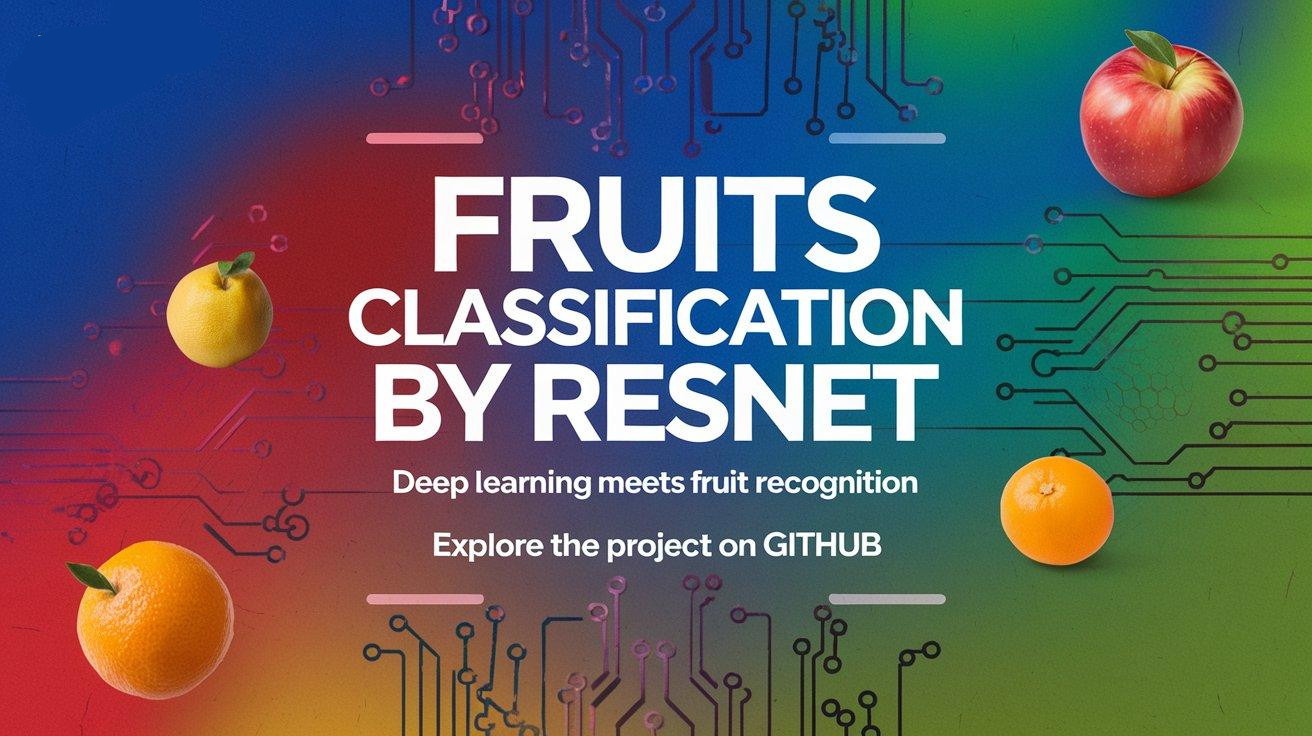 FRUITS
CLASSIFICATION
BY RESNET
Deep learning meets fruit recognition
Explore the project on GITHUB